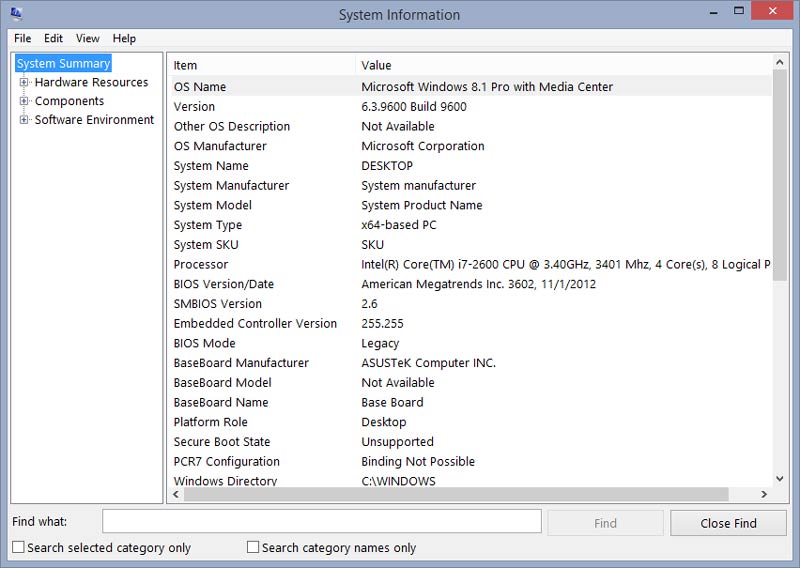 System Information
File Edit View Help
System Summary
Hardware Resources
Components
Software Environment
Item Value
OS Name Microsoft Windows 8.1 Pro with Media Center
Version 6.3.9600 Build 9600
Other OS Description Not Available
OS Manufacturer Microsoft Corporation
System Name DESKTOP
System Manufacturer System manufacturer
System Model System Product Name
System Type x64-based PC
System SKU SKU
Processor Intel(R) Core(TM) i7-2600 CPU @ 3.40GHz, 3401 Mhz, 4 Core(s), 8 Logical P
BIOS Version/Date American Megatrends Inc. 3602, 11/1/2012
SMBIOS Version 2.6
Embedded Controller Version 255.255
BIOS Mode Legacy
BaseBoard Manufacturer ASUSTeK Computer INC.
BaseBoard Model Not Available
BaseBoard Name Base Board
Platform Role Desktop
Secure Boot State Unsupported
PCR7 Configuration Binding Not Possible
Windows Directory C:\WINDOWS
Find what: Find Close Find
Search selected category only Search category names only